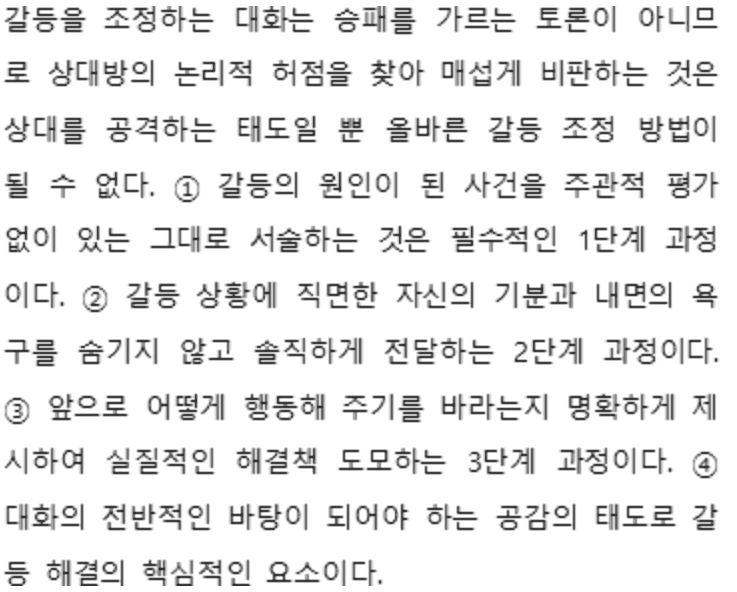 갈등을 조정하는 대화는 승패를 가르는 토론이 아니므
로 상대방의 논리적 허점을 찾아 매섭게 비판하는 것은
상대를 공격하는 태도일 뿐 올바른 갈등 조정 방법이
될 수 없다. ① 갈등의 원인이 된 사건을 주관적 평가
없이 있는 그대로 서술하는 것은 필수적인 1단계 과정
이다. ② 갈등 상황에 직면한 자신의 기분과 내면의 욕
구를 숨기지 않고 솔직하게 전달하는 2단계 과정이다.
③ 앞으로 어떻게 행동해 주기를 바라는지 명확하게 제
시하여 실질적인 해결책 도모하는 3단계 과정이다. ④
대화의 전반적인 바탕이 되어야 하는 공감의 태도로 갈
등 해결의 핵심적인 요소이다.